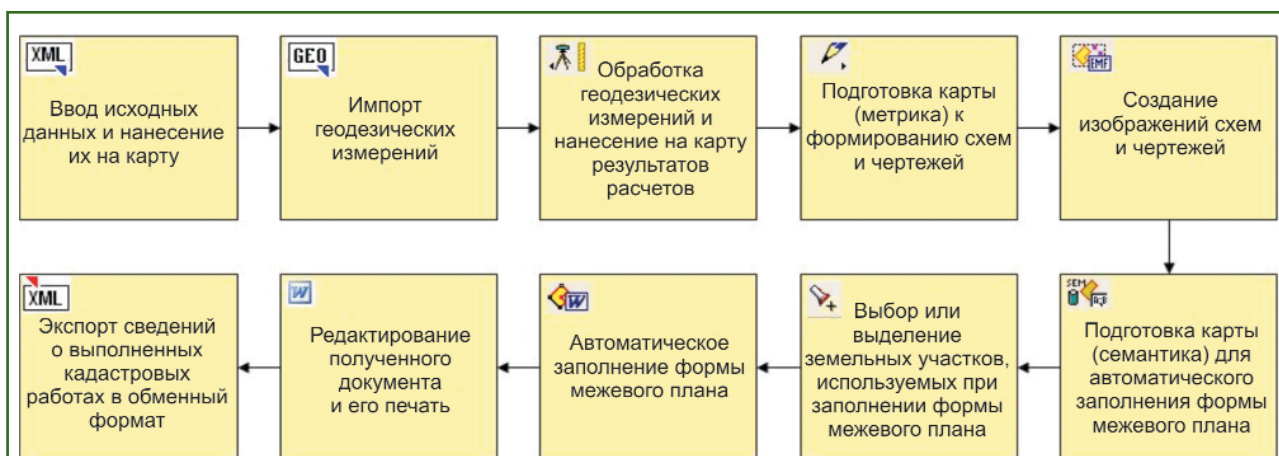 XML
Ввод исходных
данных и нанесение
их на карту
GEO
Импорт
геодезических
измерений
Обработка
геодезических
измерений и
нанесение на карту
результатов
расчетов
Подготовка карты
(метрика) к
формированию схем
и чертежей
EMF
Создание
изображений схем
и чертежей
SEM
Подготовка карты
(семантика) для
автоматического
заполнения формы
межевого плана
Выбор или
выделение
земельных участков,
используемых при
заполнении формы
межевого плана
W
Автоматическое
заполнение формы
межевого плана
W
Редактирование
полученного
документа
и его печать
XML
Экспорт сведений
о выполненных
кадастровых
работах в обменный
формат